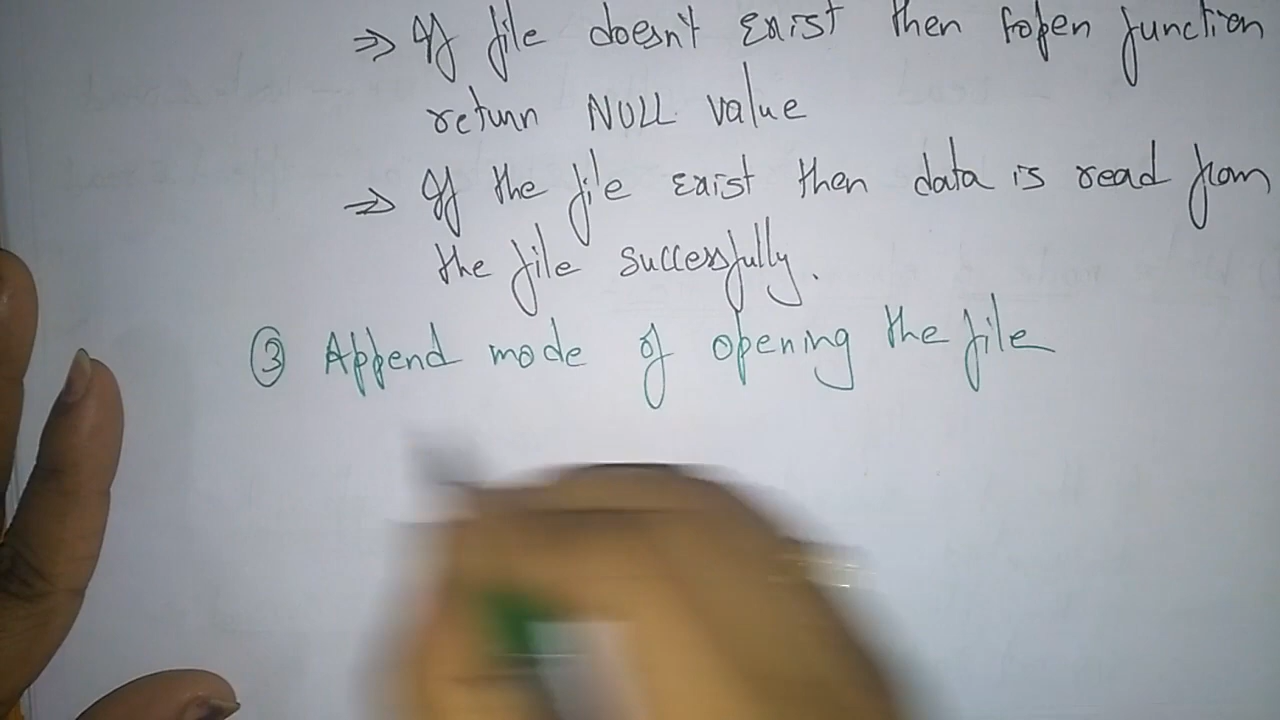 ⇒ If file doesn't exist then fopen function
return NULL value
⇒ If the file exist then data is read from
the file successfully.
③ Append mode of opening the file